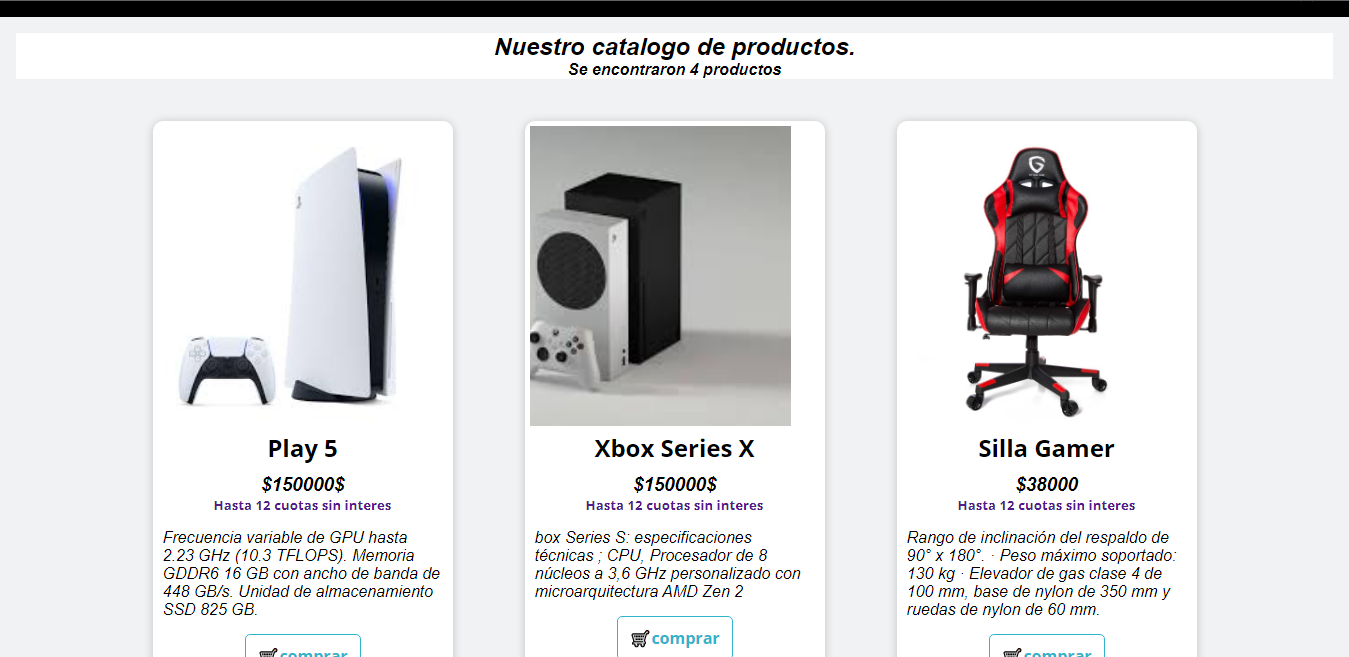 Nuestro catalogo de productos.
Se encontraron 4 productos
Play 5
$150000$
Hasta 12 cuotas sin interes
Frecuencia variable de GPU hasta
2.23 GHz (10.3 TFLOPS). Memoria
GDDR6 16 GB con ancho de banda de
448 GB/s. Unidad de almacenamiento
SSD 825 GB.
comprar
Xbox Series X
$150000$
Hasta 12 cuotas sin interes
box Series S: especificaciones
técnicas ; CPU, Procesador de 8
núcleos a 3,6 GHz personalizado con
microarquitectura AMD Zen 2
comprar
Silla Gamer
$38000
Hasta 12 cuotas sin interes
Rango de inclinación del respaldo de
90° x 180°. · Peso máximo soportado:
130 kg · Elevador de gas clase 4 de
100 mm, base de nylon de 350 mm y
ruedas de nylon de 60 mm.
comprar